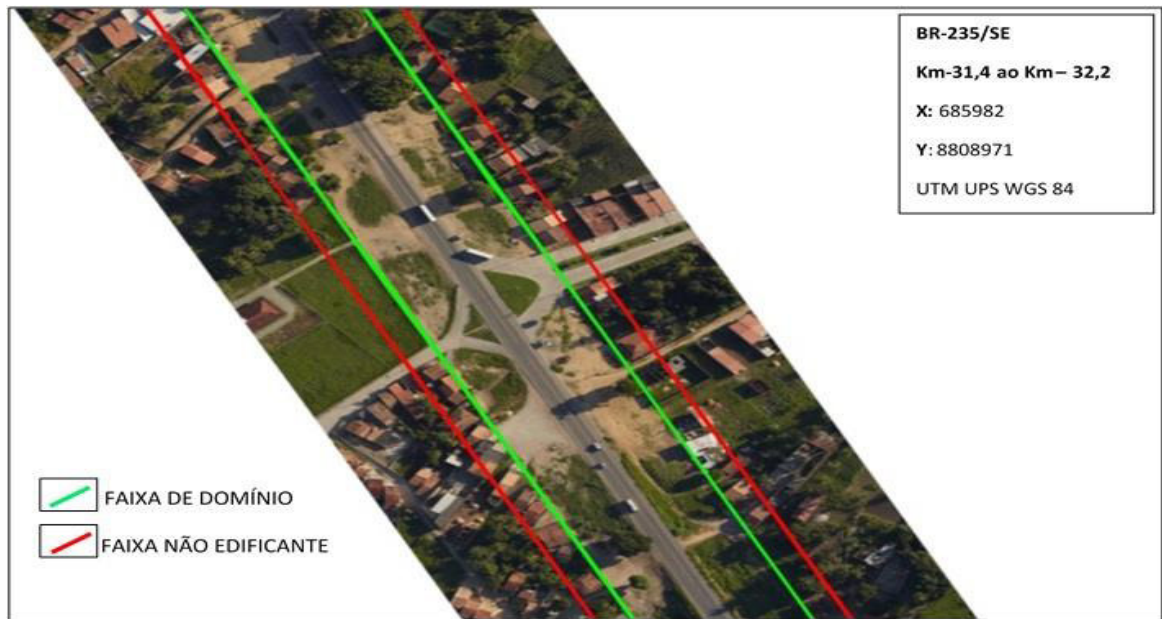 BR-235/SE
Km-31,4 ao Km – 32,2
X: 685982
Y: 8808971
UTM UPS WGS 84
FAIXA DE DOMÍNIO
FAIXA NÃO EDIFICANTE